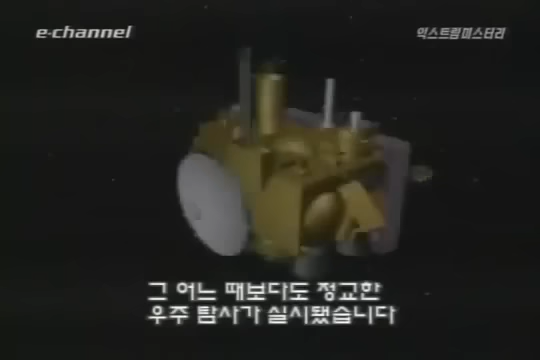 e-channel
익스트림미스터리
그 어느 때보다도 정교한
우주 탐사가 실시됐습니다